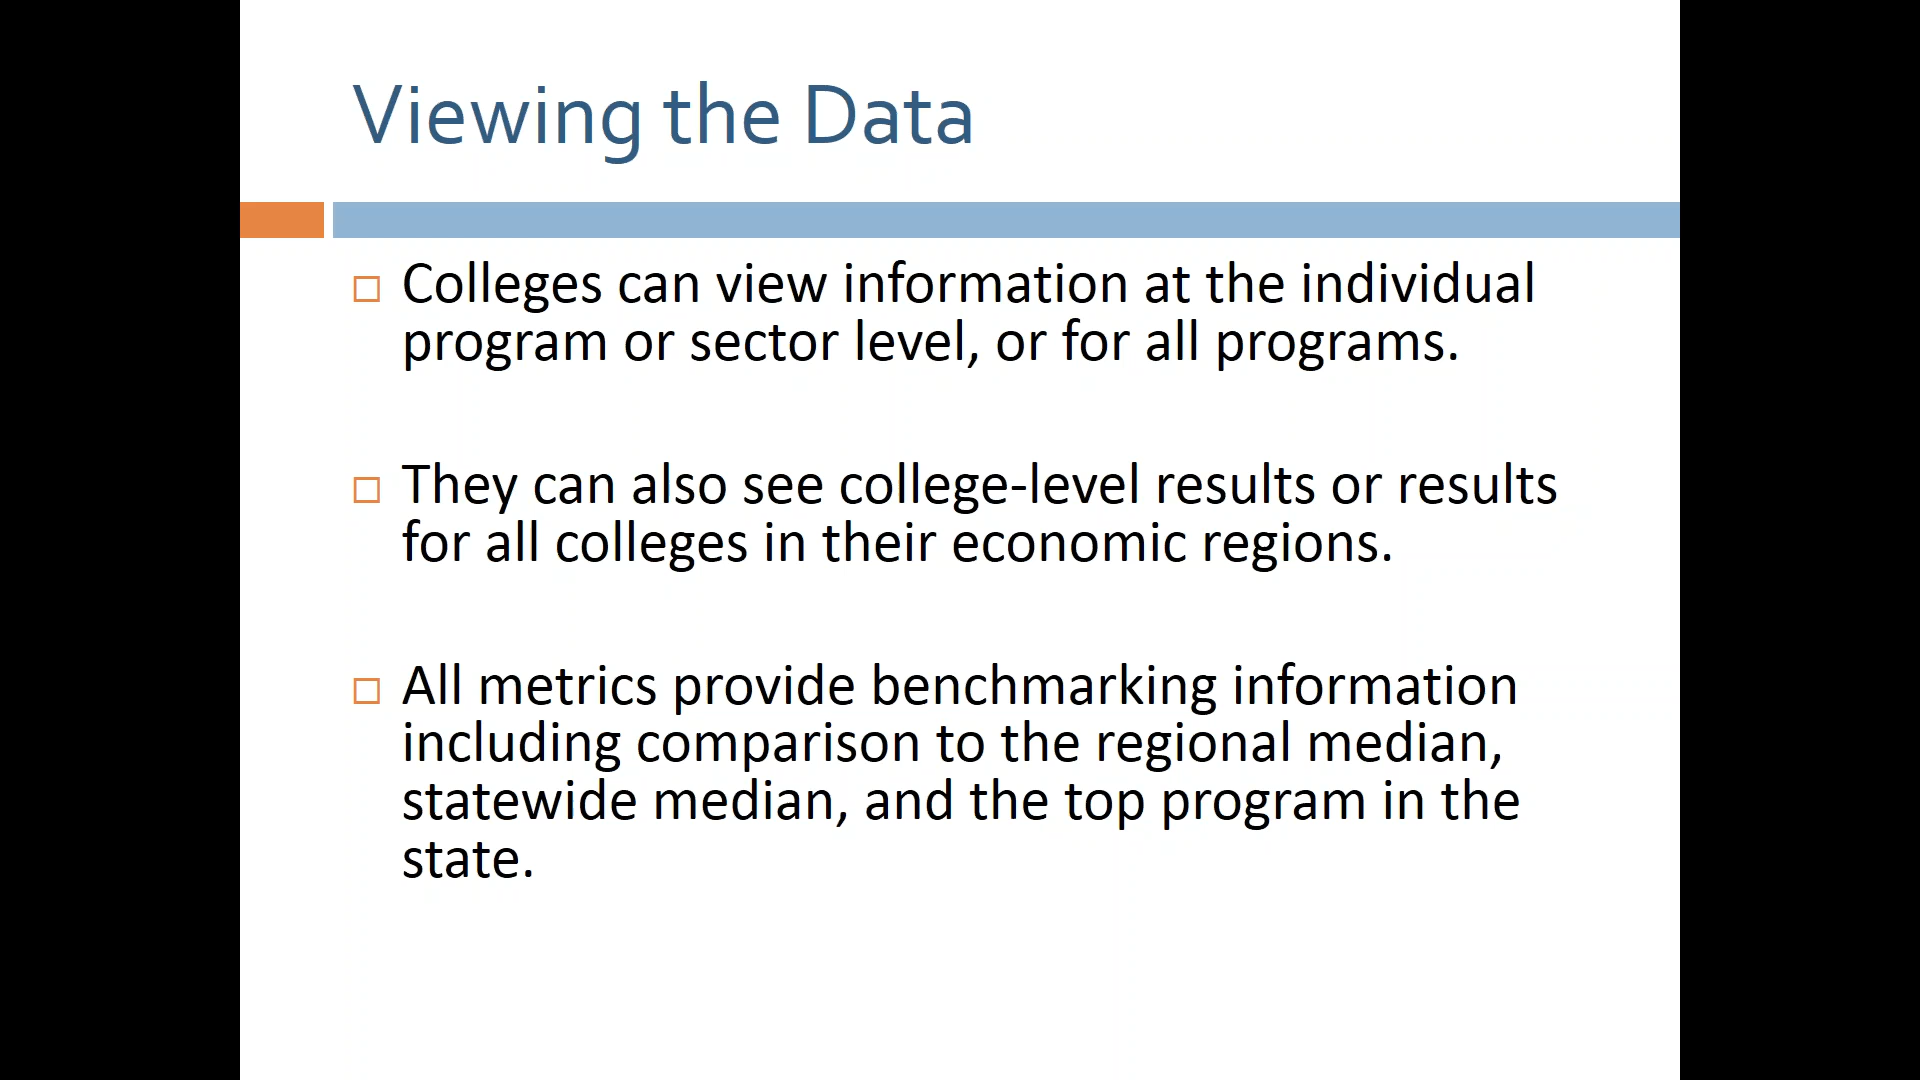 Viewing the Data
Colleges can view information at the individual
program or sector level, or for all programs.
They can also see college-level results or results
for all colleges in their economic regions.
All metrics provide benchmarking information
including comparison to the regional median,
statewide median, and the top program in the
state.